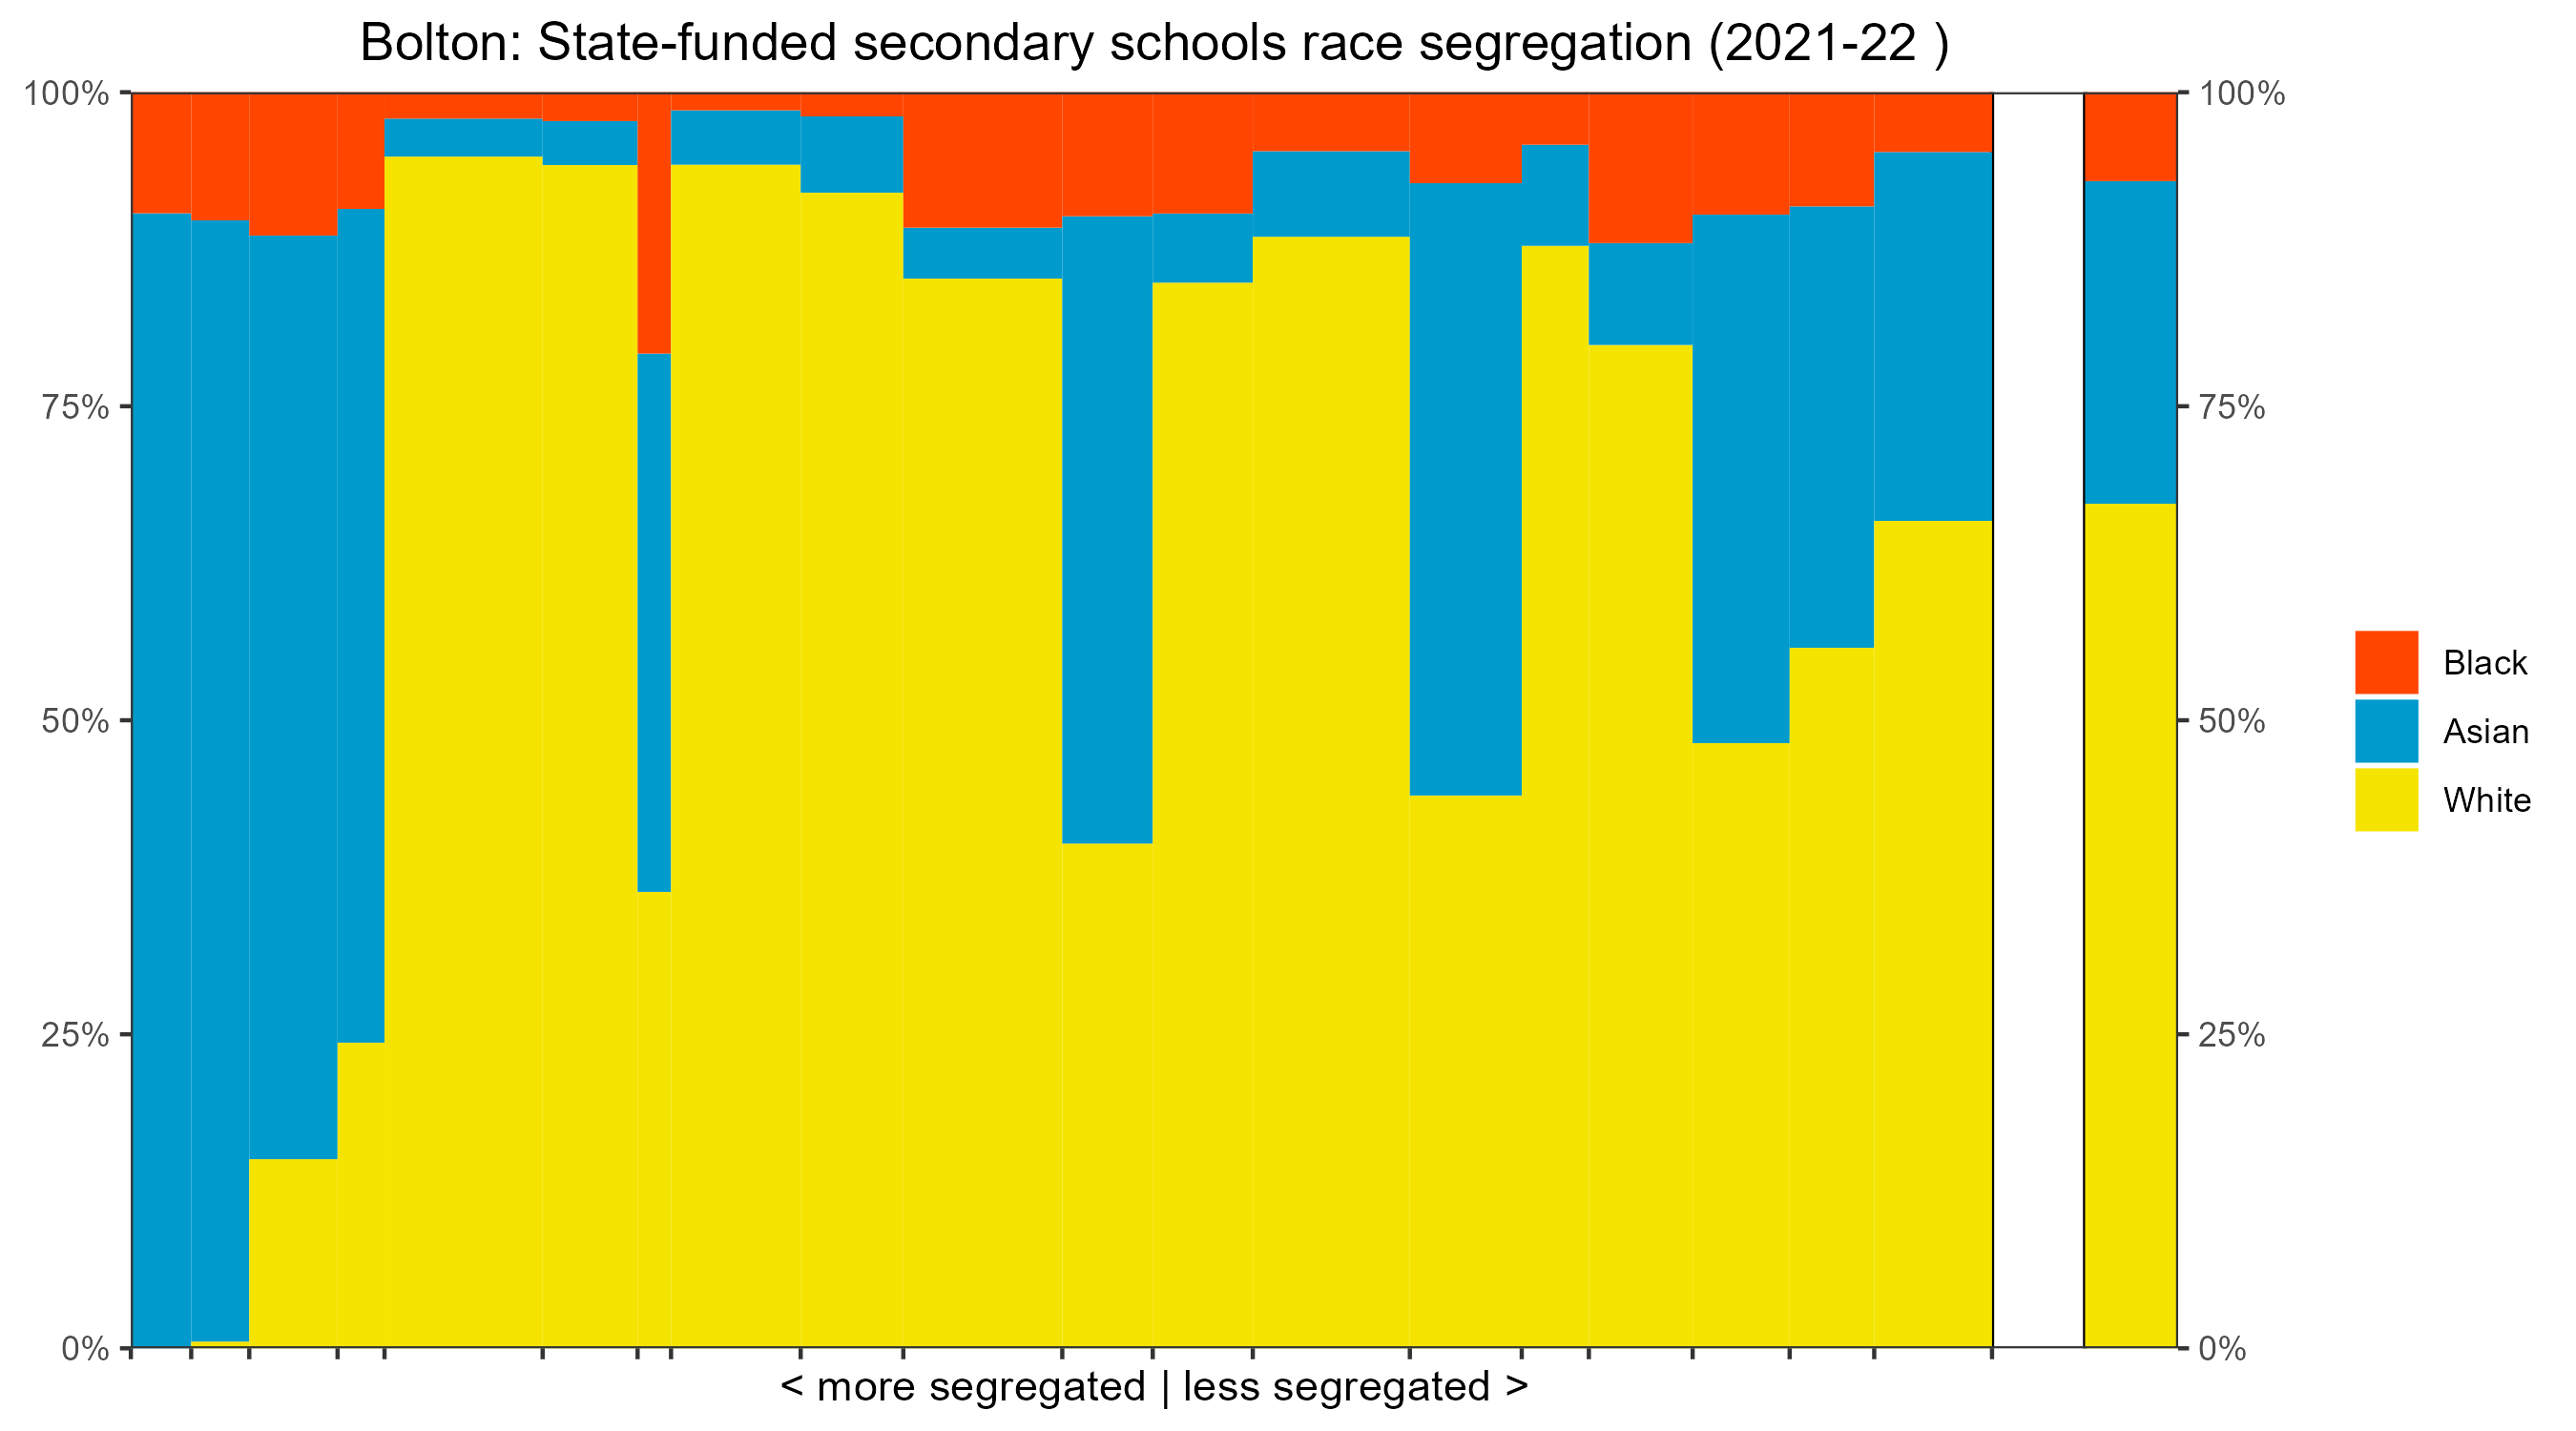 Bolton: State-funded secondary schools race segregation (2021-22 )
100%
100%
75%
75%
50%
50%
25%
25%
0%
0%
Black
Asian
White
< more segregated | less segregated >